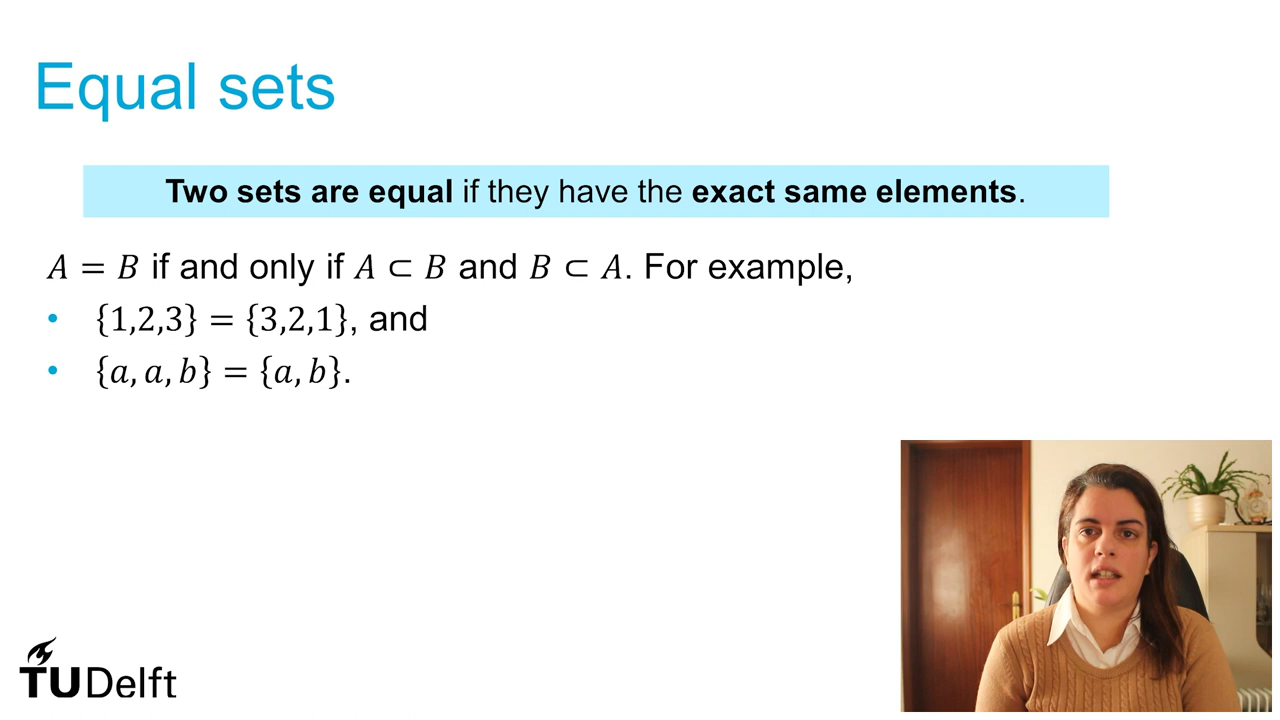 Equal sets
Two sets are equal if they have the exact same elements.
A = B if and only if A ⊂ B and B ⊂ A. For example,
• {1,2,3} = {3,2,1}, and
• {a, a, b} = {a, b}.
TUDelft